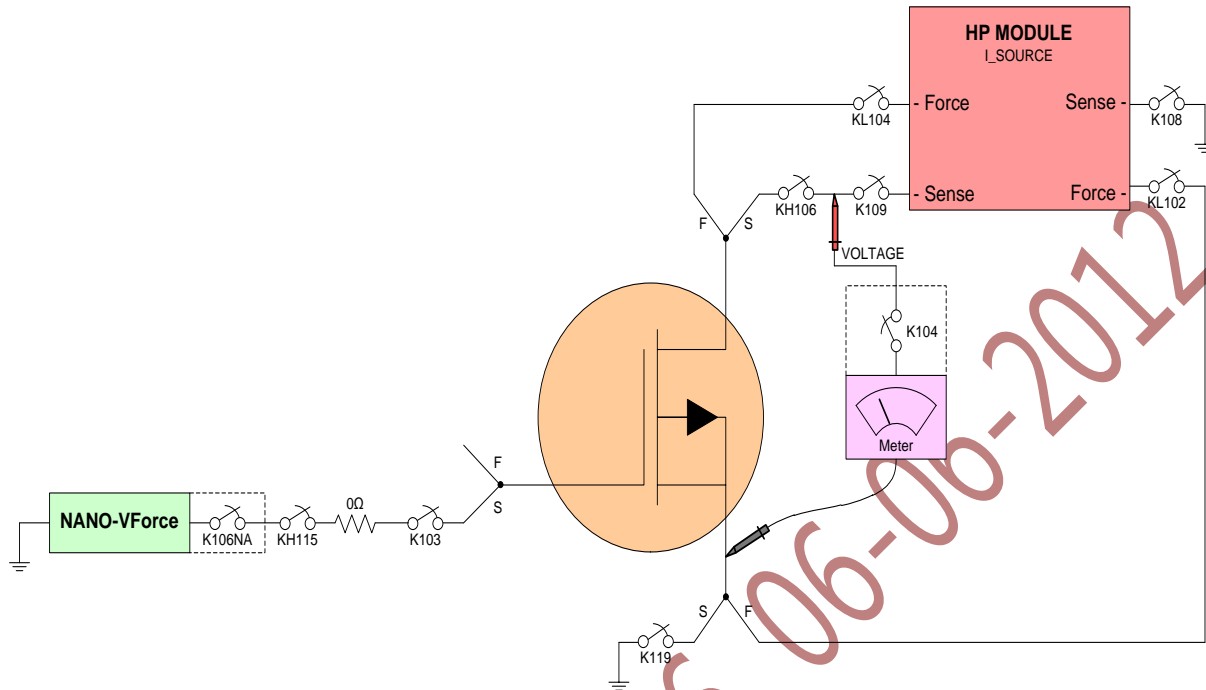 HP MODULE
I_SOURCE
- Force
Sense -
KL104
K108
- Sense
Force -
KH106
K109
KL102
F
S
VOLTAGE
K104
Meter
F
S
0Ω
NANO-VForce
K106NA
KH115
K103
S
F
K119
06-06-2012